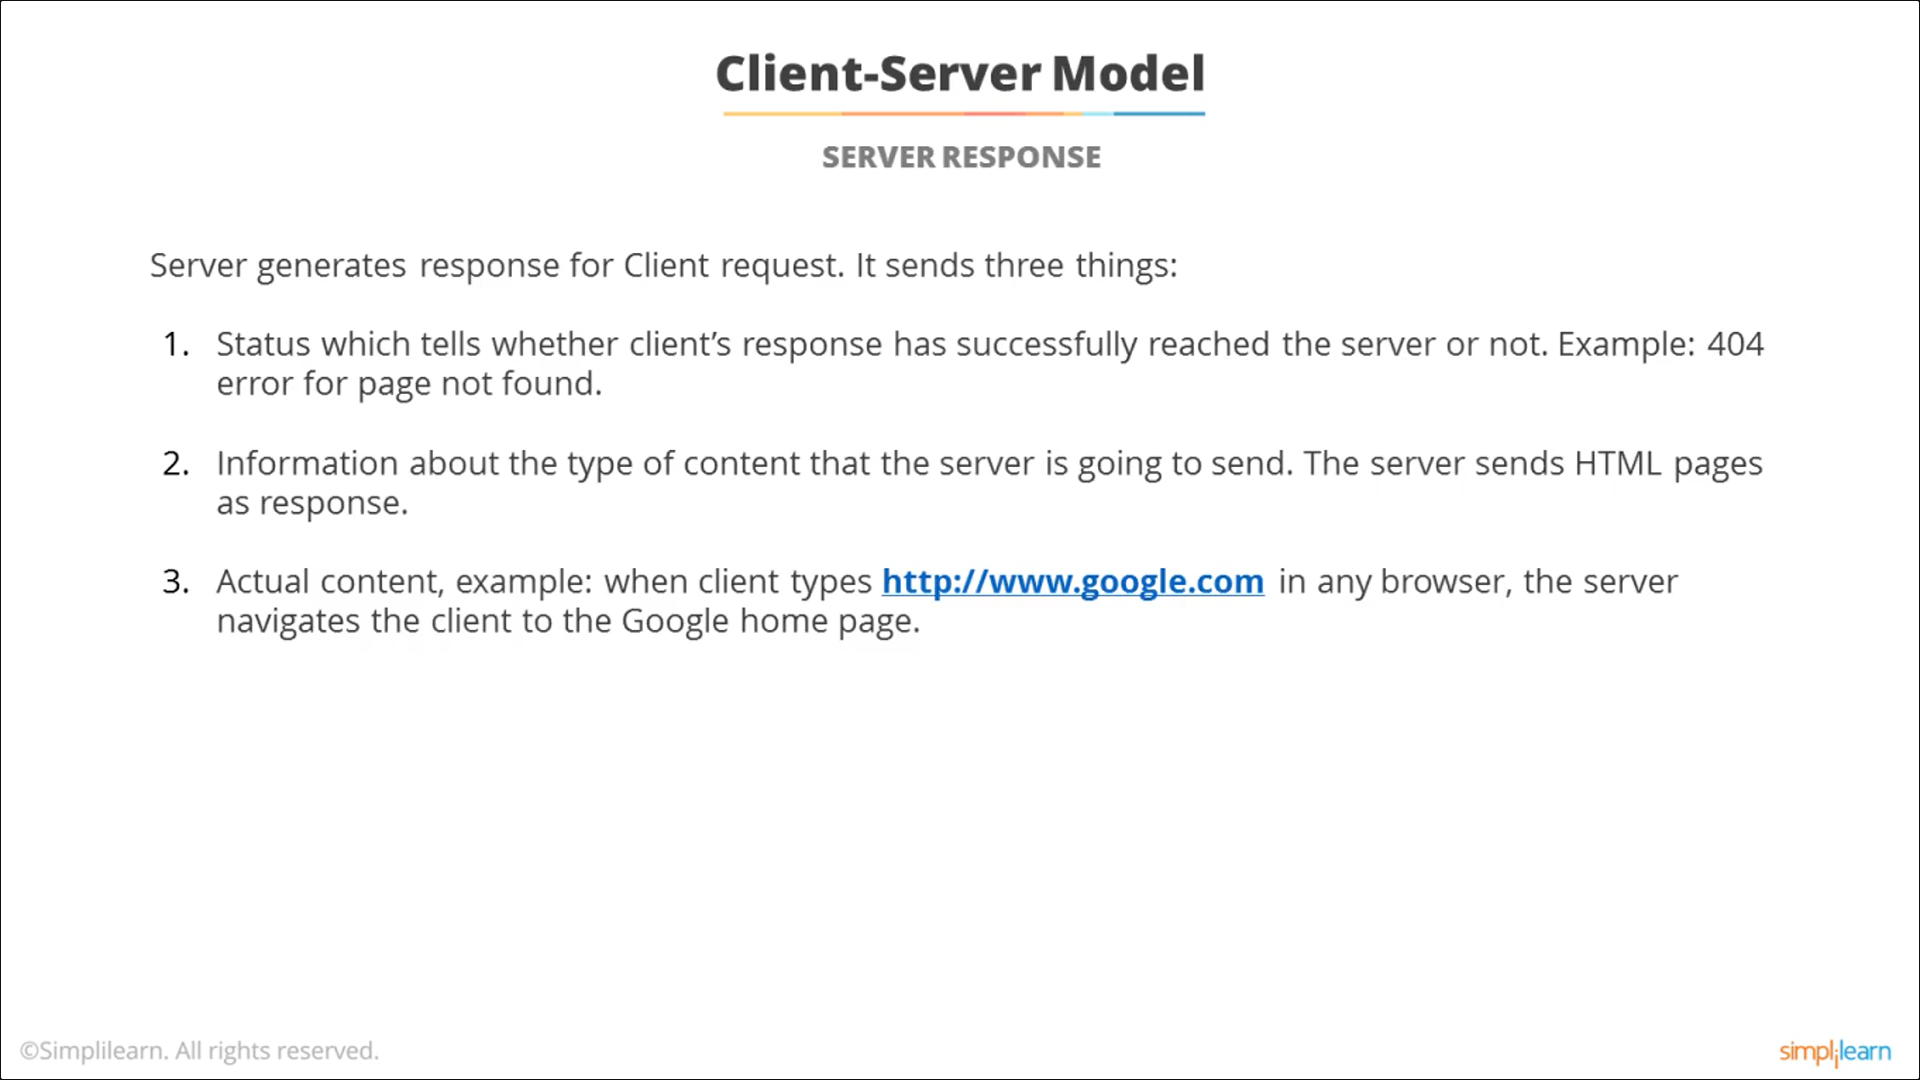 Client-Server Model
SERVER RESPONSE
Server generates response for Client request. It sends three things:
1. Status which tells whether client’s response has successfully reached the server or not. Example: 404
error for page not found.
2. Information about the type of content that the server is going to send. The server sends HTML pages
as response.
3. Actual content, example: when client types http://www.google.com in any browser, the server
navigates the client to the Google home page.
©Simplilearn. All rights reserved.
simplilearn